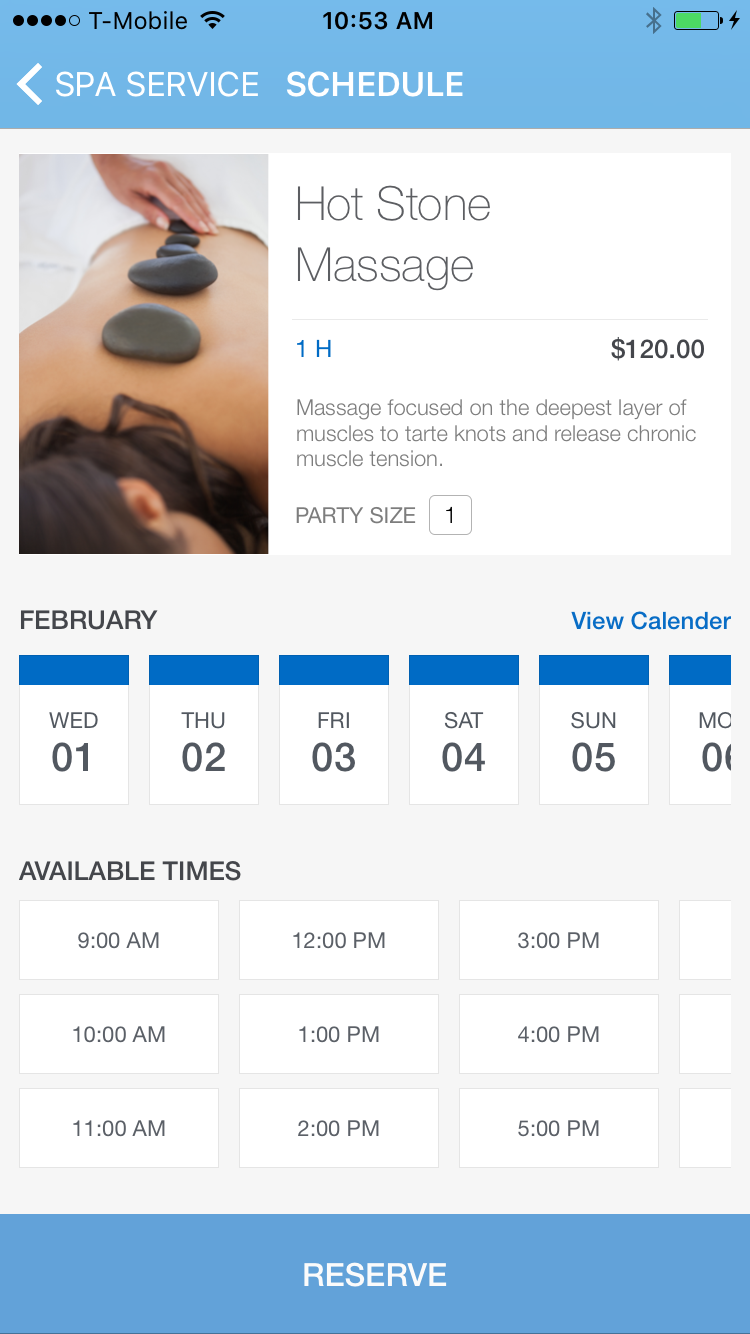 T-Mobile 10:53 AM
SPA SERVICE SCHEDULE
Hot Stone
Massage
1 H $120.00
Massage focused on the deepest layer of
muscles to tarte knots and release chronic
muscle tension.
PARTY SIZE 1
FEBRUARY View Calender
WED THU FRI SAT SUN MO
01 02 03 04 05 06
AVAILABLE TIMES
9:00 AM 12:00 PM 3:00 PM
10:00 AM 1:00 PM 4:00 PM
11:00 AM 2:00 PM 5:00 PM
RESERVE